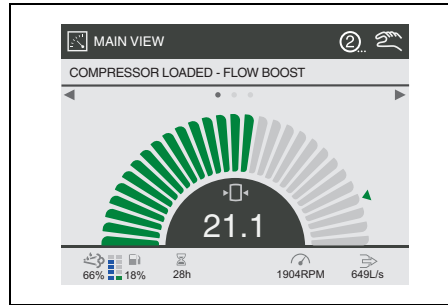 MAIN VIEW
2...
COMPRESSOR LOADED - FLOW BOOST
21.1
66% 18% 28h 1904RPM 649L/s